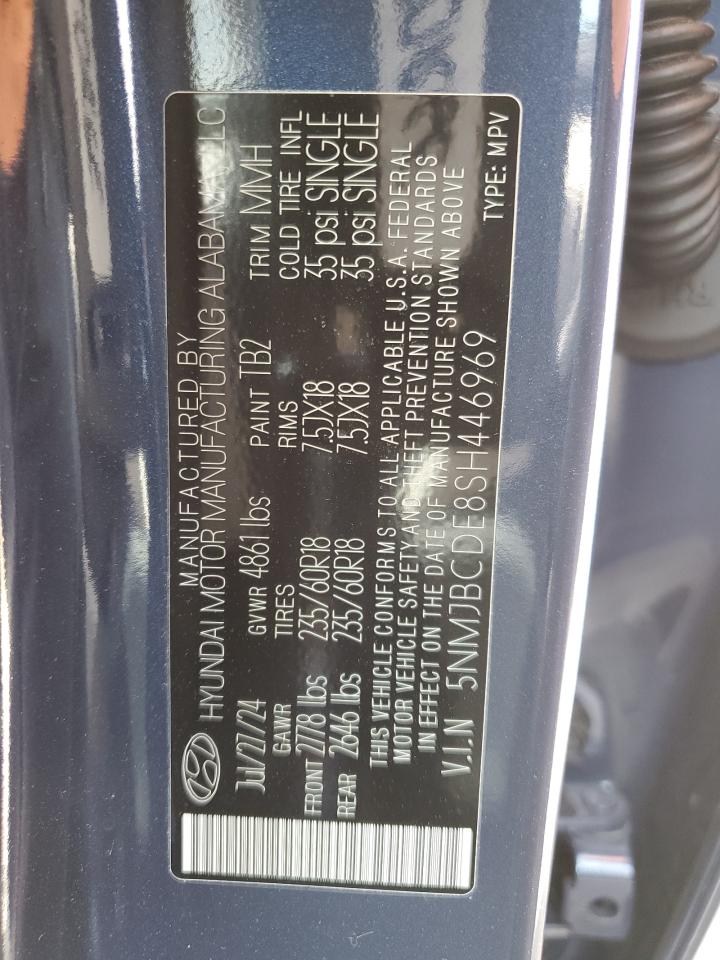 MANUFACTURED BY
HYUNDAI MOTOR MANUFACTURING ALABAMA, LLC
Jul/27/24 GVWR 4861 lbs PAINT TB2 TRIM MMH
GAWR TIRES RIMS COLD TIRE INFL
FRONT 2778 lbs 235/60R18 7.5JX18 35 psi SINGLE
REAR 2646 lbs 235/60R18 7.5JX18 35 psi SINGLE
THIS VEHICLE CONFORMS TO ALL APPLICABLE U.S.A. FEDERAL
MOTOR VEHICLE SAFETY AND THEFT PREVENTION STANDARDS
IN EFFECT ON THE DATE OF MANUFACTURE SHOWN ABOVE
V.I.N 5NMJBCDE8SH446969 TYPE: MPV